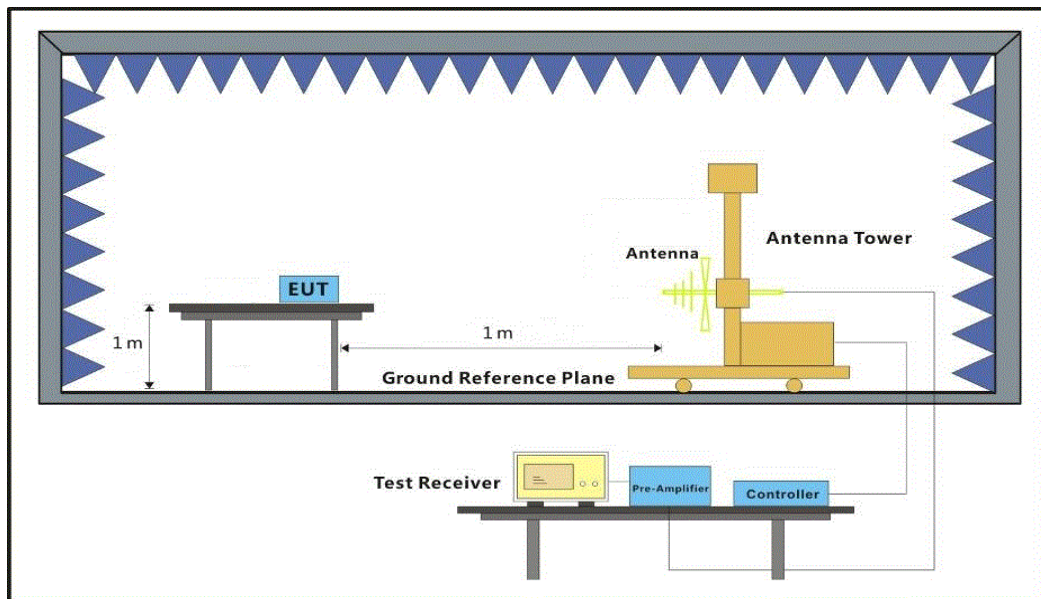 Antenna Tower
Antenna
EUT
1 m
1 m
Ground Reference Plane
Test Receiver
Pre-Amplifier
Controller